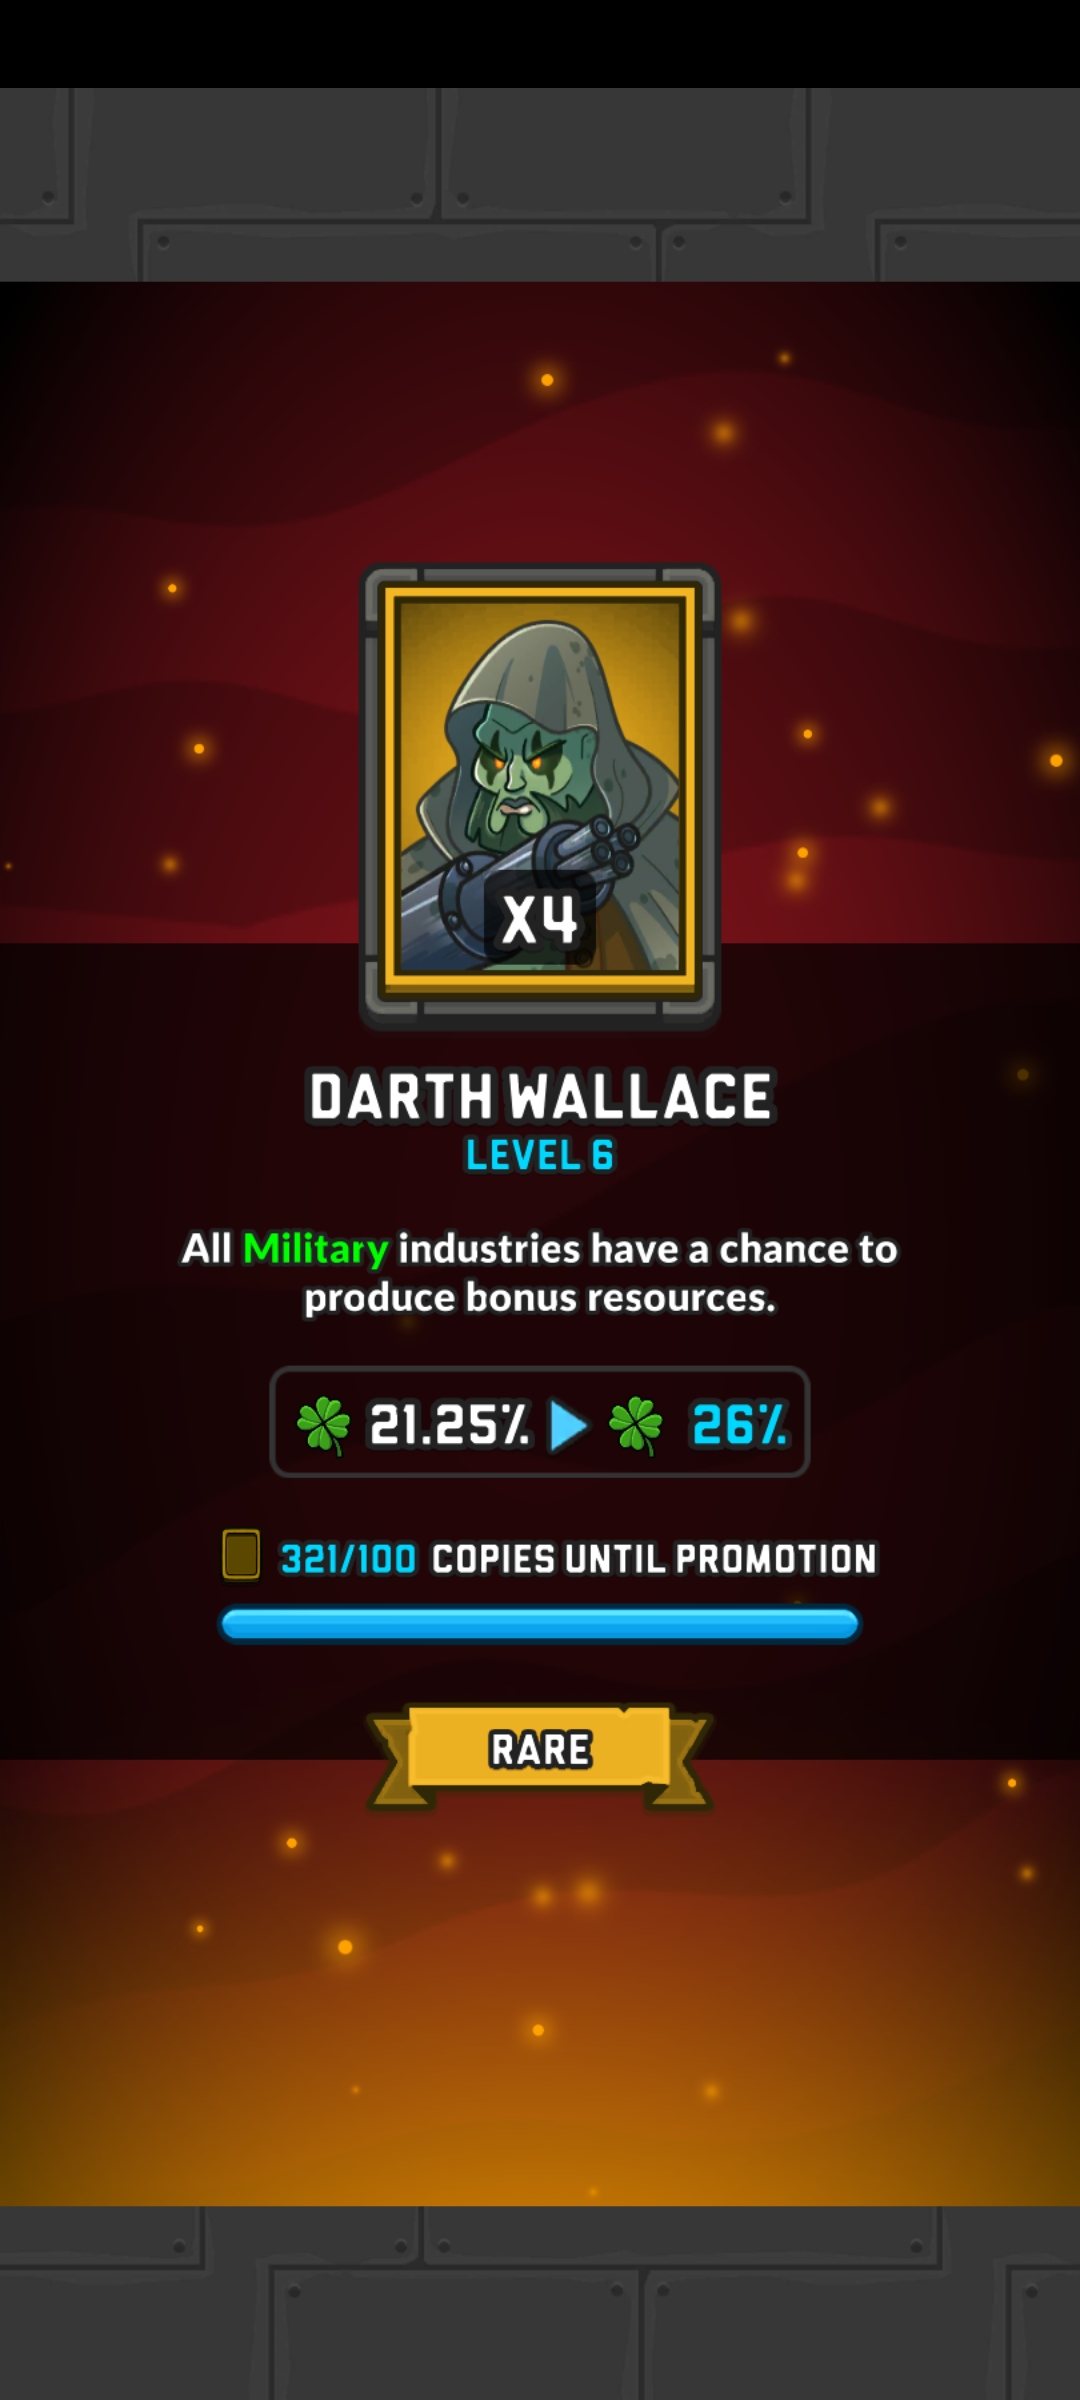 X4
DARTH WALLACE
LEVEL 6
All Military industries have a chance to
produce bonus resources.
21.25% 26%
321/100 COPIES UNTIL PROMOTION
RARE